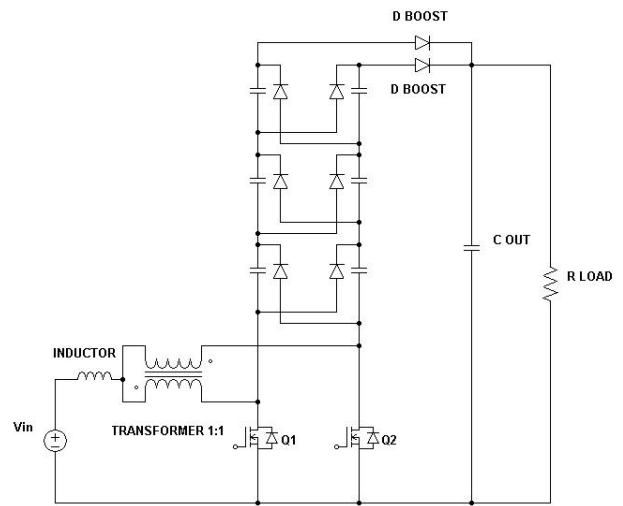 D BOOST
D BOOST
C OUT
R LOAD
INDUCTOR
Vin
TRANSFORMER 1:1
Q1
Q2